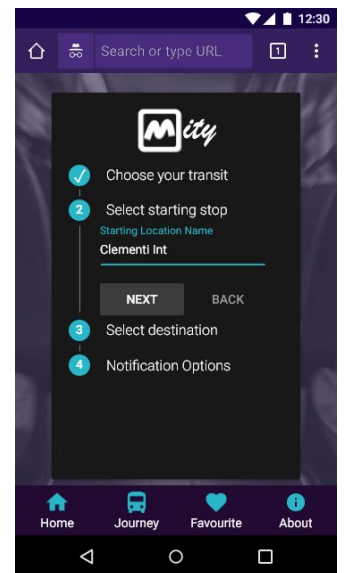 12:30
Search or type URL
1
Mity
Choose your transit
2
Select starting stop
Starting Location Name
Clementi Int
NEXT BACK
3
Select destination
4
Notification Options
Home Journey Favourite About